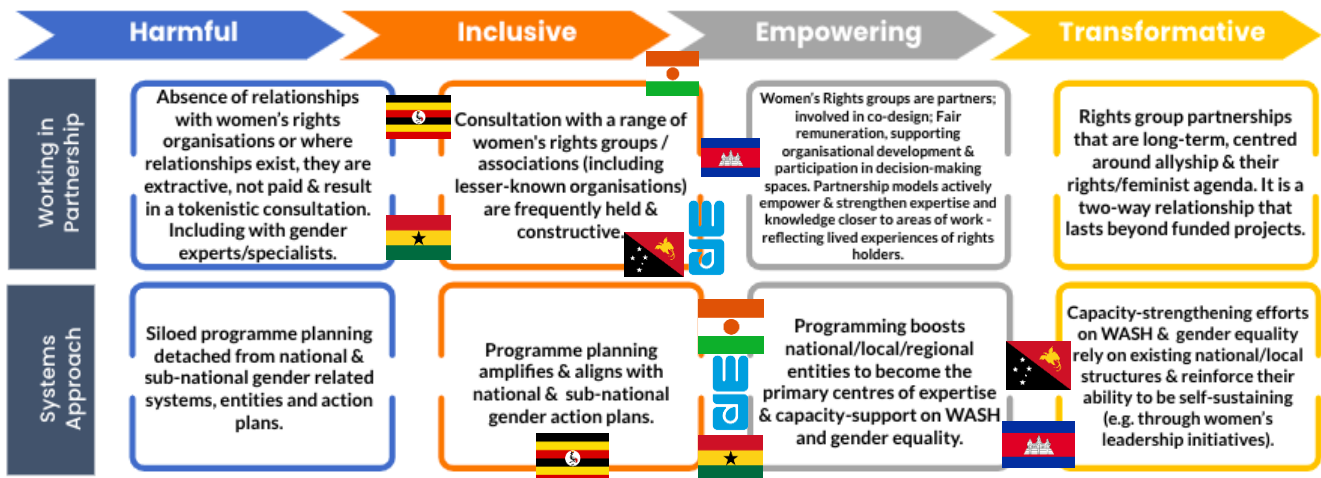 Harmful
Inclusive
Empowering
Transformative
Working in
Partnership
Absence of relationships
with women's rights
organisations or where
relationships exist, they are
extractive, not paid & result
in a tokenistic consultation.
Including with gender
experts/specialists.
Consultation with a range of
women's rights groups /
associations (including
lesser-known organisations)
are frequently held &
constructive.
Women's Rights groups are partners;
involved in co-design; Fair
remuneration, supporting
organisational development &
participation in decision-making
spaces. Partnership models actively
empower & strengthen expertise and
knowledge closer to areas of work -
reflecting lived experiences of rights
holders.
Rights group partnerships
that are long-term, centred
around allyship & their
rights/feminist agenda. It is a
two-way relationship that
lasts beyond funded projects.
Systems
Approach
Siloed programme planning
detached from national &
sub-national gender related
systems, entities and action
plans.
Programme planning
amplifies & aligns with
national & sub-national
gender action plans.
Programming boosts
national/local/regional
entities to become the
primary centres of expertise
& capacity-support on WASH
and gender equality.
Capacity-strengthening efforts
on WASH & gender equality
rely on existing national/local
structures & reinforce their
ability to be self-sustaining
(e.g. through women's
leadership initiatives).